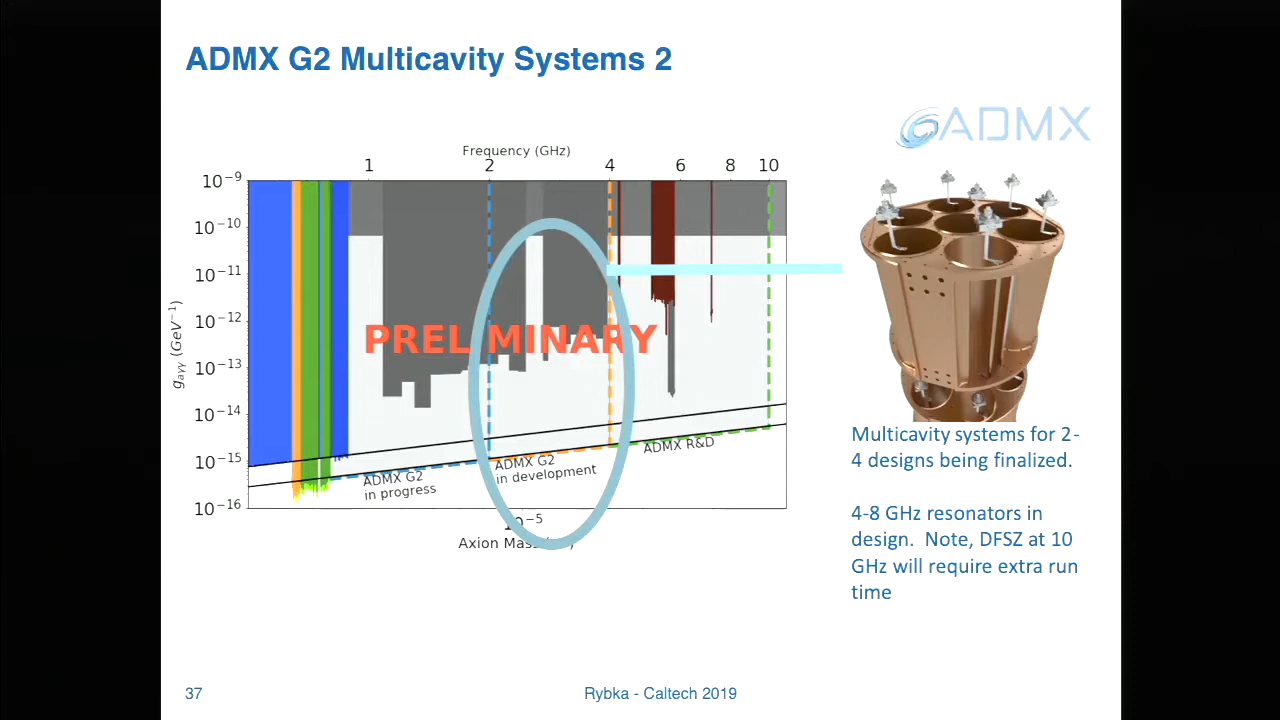 ADMX G2 Multicavity Systems 2
ADMX
Frequency (GHz)
1 2 4 6 8 10
10⁻⁹
10⁻¹⁰
10⁻¹¹
10⁻¹²
10⁻¹³
10⁻¹⁴
10⁻¹⁵
10⁻¹⁶
gₐᵧᵧ (GeV⁻¹)
ADMX G2
in progress
ADMX G2
in development
ADMX R&D
10⁻⁵
Axion
Multicavity systems for 2-
4 designs being finalized.
4-8 GHz resonators in
design. Note, DFSZ at 10
GHz will require extra run
time
37
Rybka - Caltech 2019